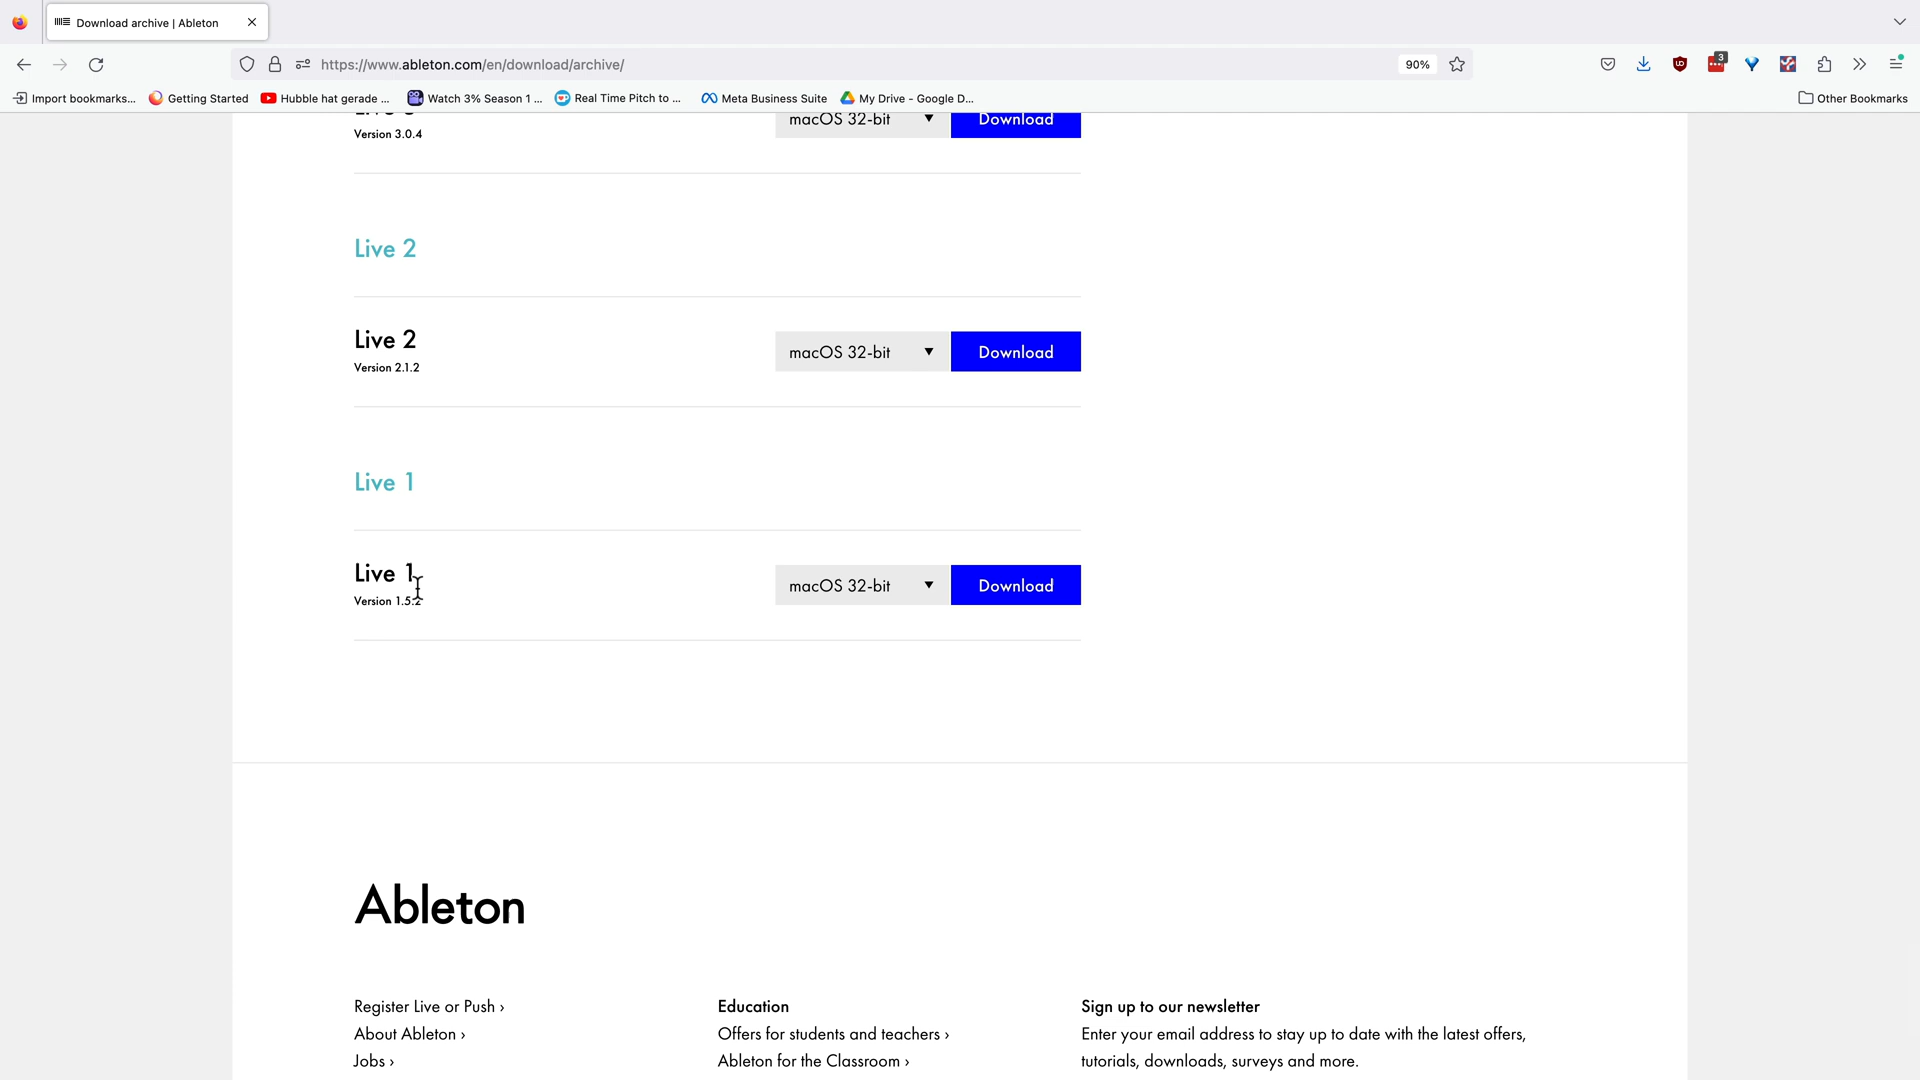 Download archive | Ableton
https://www.ableton.com/en/download/archive/
90%
3
Import bookmarks...
Getting Started
Hubble hat gerade ...
Watch 3% Season 1 ...
Real Time Pitch to ...
Meta Business Suite
My Drive - Google D...
Other Bookmarks
Version 3.0.4
macOS 32-bit
Download
Live 2
Live 2
Version 2.1.2
macOS 32-bit
Download
Live 1
Live 1
Version 1.5.2
macOS 32-bit
Download
Ableton
Register Live or Push ›
About Ableton ›
Jobs ›
Education
Offers for students and teachers ›
Ableton for the Classroom ›
Sign up to our newsletter
Enter your email address to stay up to date with the latest offers,
tutorials, downloads, surveys and more.